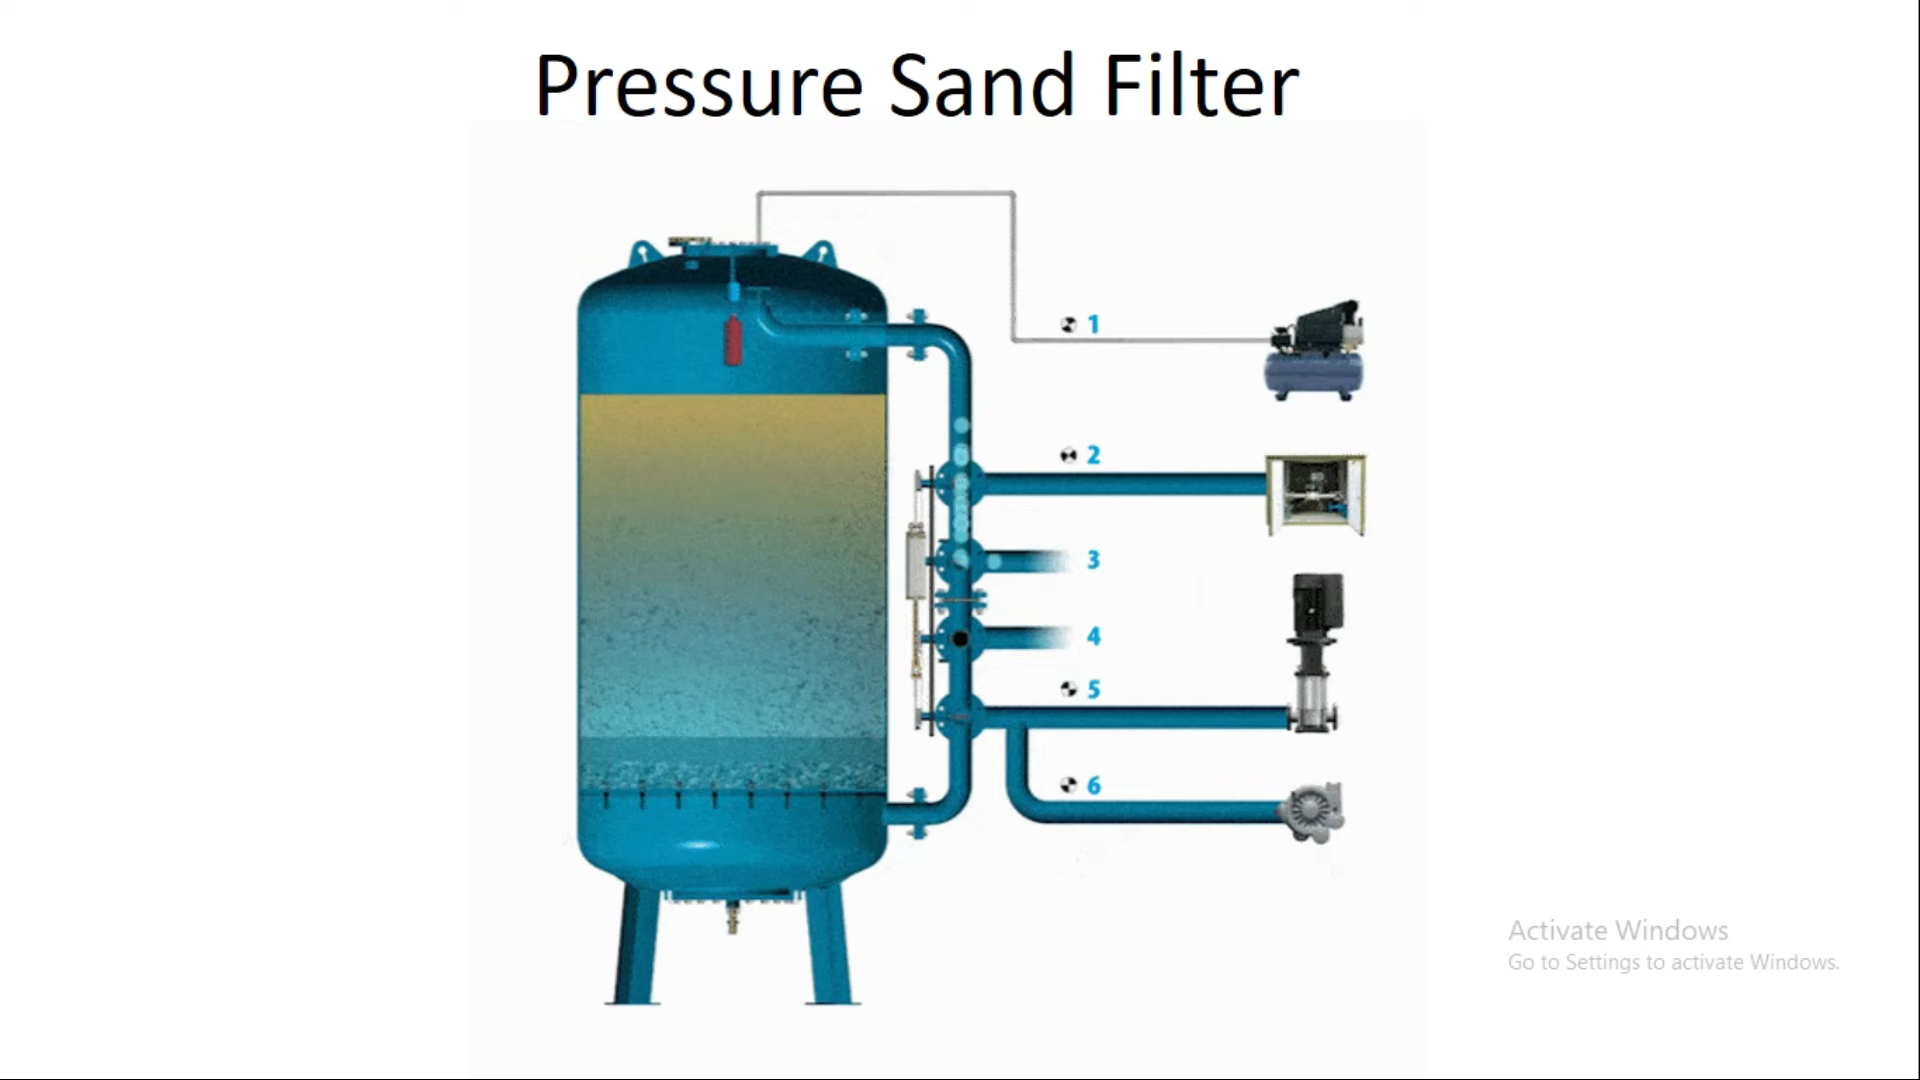 Pressure Sand Filter
1
2
3
4
5
6
Activate Windows
Go to Settings to activate Windows.